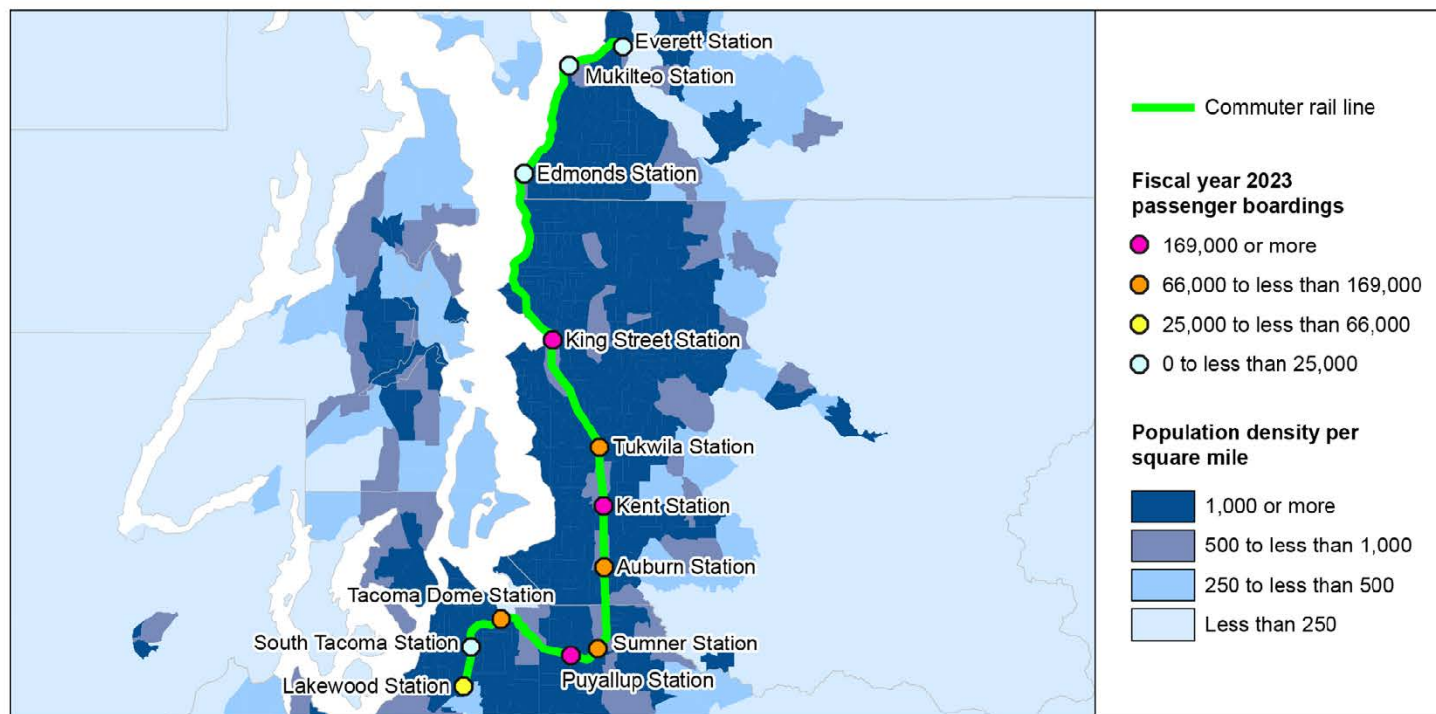 Everett Station
Mukilteo Station
Edmonds Station
King Street Station
Tukwila Station
Kent Station
Auburn Station
Tacoma Dome Station
South Tacoma Station
Sumner Station
Puyallup Station
Lakewood Station
Commuter rail line
Fiscal year 2023
passenger boardings
169,000 or more
66,000 to less than 169,000
25,000 to less than 66,000
0 to less than 25,000
Population density per
square mile
1,000 or more
500 to less than 1,000
250 to less than 500
Less than 250